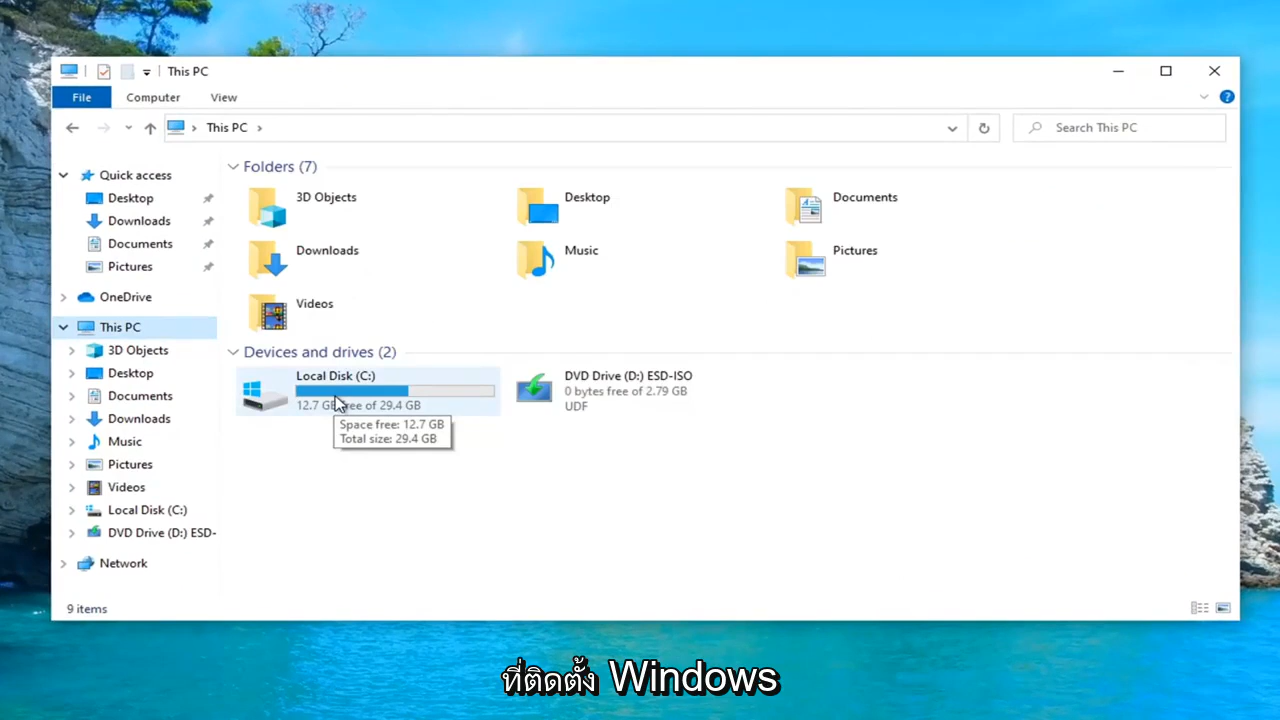 This PC
File Computer View
This PC
Search This PC
Quick access
Desktop
Downloads
Documents
Pictures
OneDrive
This PC
3D Objects
Desktop
Documents
Downloads
Music
Pictures
Videos
Local Disk (C:)
DVD Drive (D:) ESD-
Network
Folders (7)
3D Objects
Desktop
Documents
Downloads
Music
Pictures
Videos
Devices and drives (2)
Local Disk (C:)
12.7 GB free of 29.4 GB
Space free: 12.7 GB
Total size: 29.4 GB
DVD Drive (D:) ESD-ISO
0 bytes free of 2.79 GB
UDF
9 items
ที่ติดตั้ง Windows